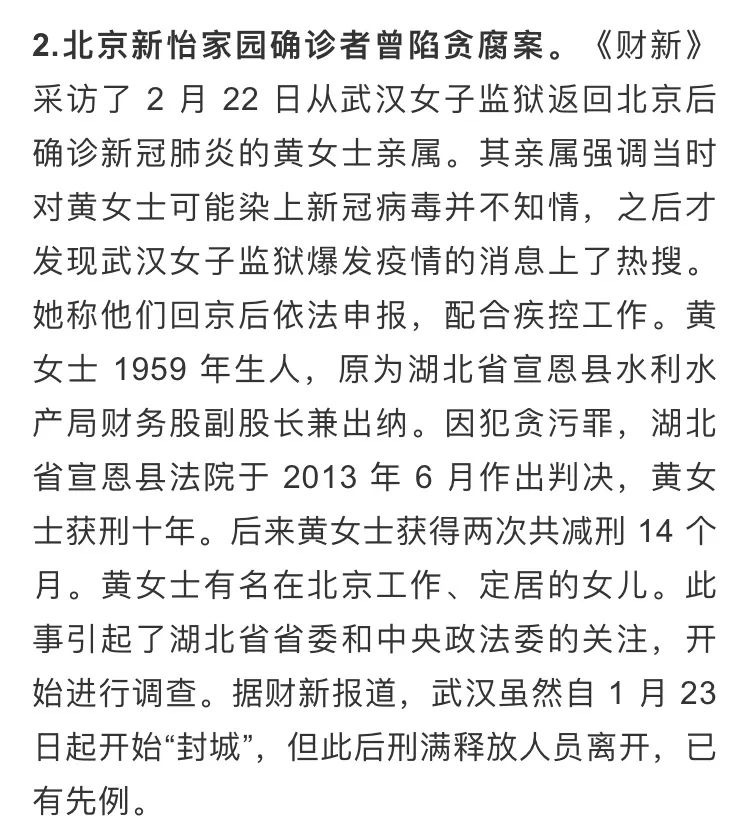 2.北京新怡家园确诊者曾陷贪腐案。《财新》
采访了 2 月 22 日从武汉女子监狱返回北京后
确诊新冠肺炎的黄女士亲属。其亲属强调当时
对黄女士可能染上新冠病毒并不知情，之后才
发现武汉女子监狱爆发疫情的消息上了热搜。
她称他们回京后依法申报，配合疾控工作。黄
女士 1959 年生人，原为湖北省宣恩县水利水
产局财务股副股长兼出纳。因犯贪污罪，湖北
省宣恩县法院于 2013 年 6 月作出判决，黄女
士获刑十年。后来黄女士获得两次共减刑 14 个
月。黄女士有名在北京工作、定居的女儿。此
事引起了湖北省省委和中央政法委的关注，开
始进行调查。据财新报道，武汉虽然自 1 月 23
日起开始“封城”，但此后刑满释放人员离开，已
有先例。